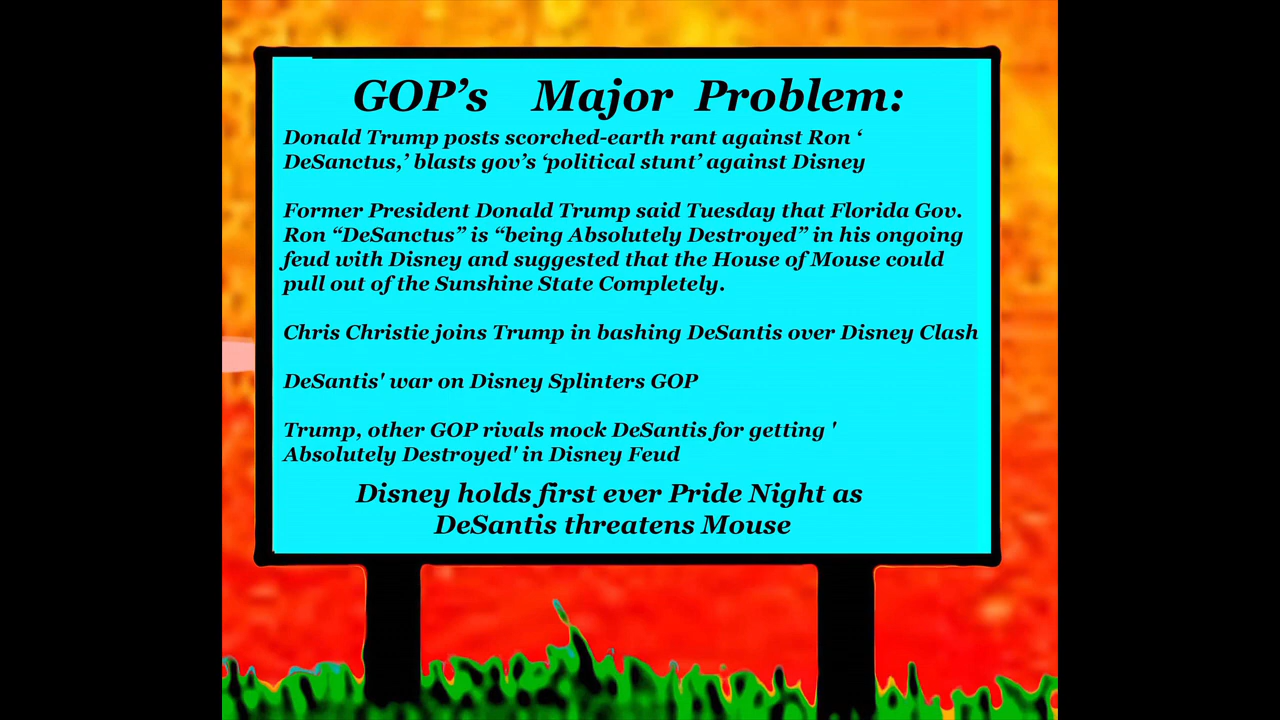 GOP’s Major Problem:
Donald Trump posts scorched-earth rant against Ron ‘
DeSanctus,’ blasts gov’s ‘political stunt’ against Disney
Former President Donald Trump said Tuesday that Florida Gov.
Ron “DeSanctus” is “being Absolutely Destroyed” in his ongoing
feud with Disney and suggested that the House of Mouse could
pull out of the Sunshine State Completely.
Chris Christie joins Trump in bashing DeSantis over Disney Clash
DeSantis' war on Disney Splinters GOP
Trump, other GOP rivals mock DeSantis for getting '
Absolutely Destroyed' in Disney Feud
Disney holds first ever Pride Night as
DeSantis threatens Mouse